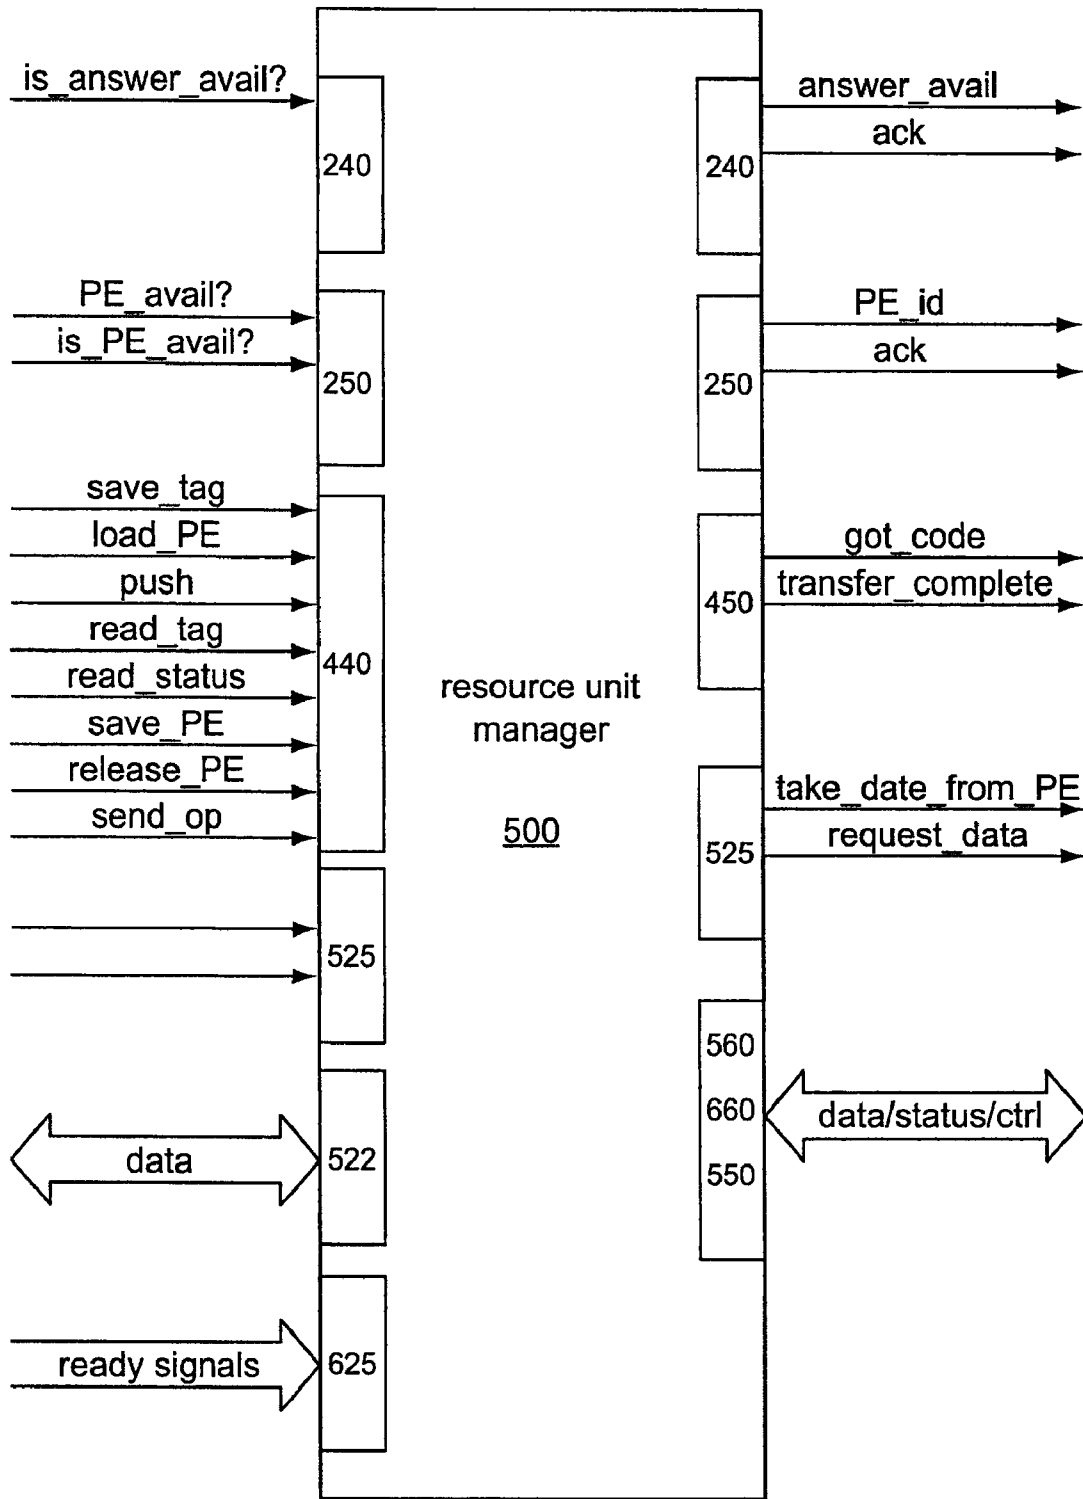 is_answer_avail?
240
PE_avail?
is_PE_avail?
250
save_tag
load_PE
push
read_tag
read_status
save_PE
release_PE
send_op
440
525
data
522
ready signals
625
resource unit
manager
500
answer_avail
ack
240
PE_id
ack
250
got_code
transfer_complete
450
take_date_from_PE
request_data
525
560
660
550
data/status/ctrl